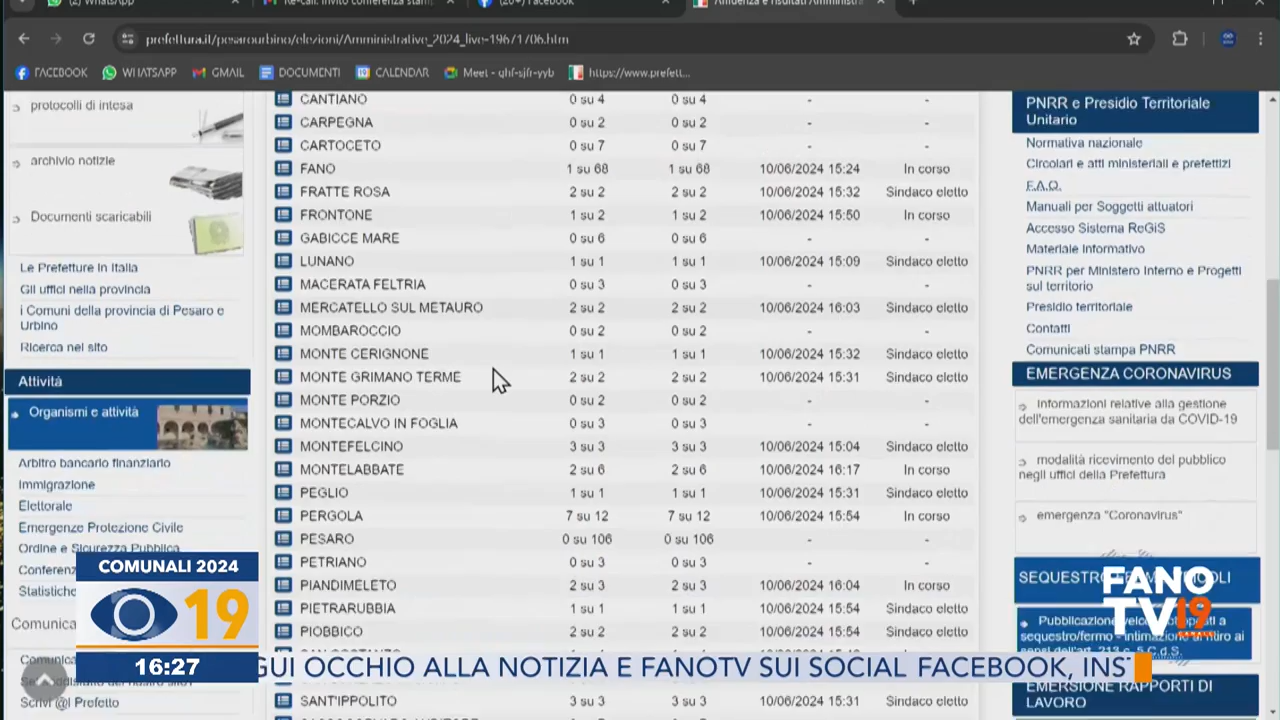 (2) WhatsApp
Re-call: Invito conferenza stamp
(20+) Facebook
Affluenza e risultati Amministra
prefettura.it/pesarourbino/elezioni/Amministrative_2024_live-19671706.htm
FACEBOOK
WHATSAPP
GMAIL
DOCUMENTI
CALENDAR
Meet - qhf-sjfr-yyb
https://www.prefett...
protocolli di intesa
archivio notizie
Documenti scaricabili
Le Prefetture in Italia
Gli uffici nella provincia
i Comuni della provincia di Pesaro e
Urbino
Ricerca nel sito
Attività
Organismi e attività
Arbitro bancario finanziario
Immigrazione
Elettorale
Emergenze Protezione Civile
Ordine e Sicurezza Pubblica
Conferenz
Statistiche
Comunica
Comunica
Scrivi @l Prefetto
CANTIANO 0 su 4 0 su 4 - -
CARPEGNA 0 su 2 0 su 2 - -
CARTOCETO 0 su 7 0 su 7 - -
FANO 1 su 68 1 su 68 10/06/2024 15:24 In corso
FRATTE ROSA 2 su 2 2 su 2 10/06/2024 15:32 Sindaco eletto
FRONTONE 1 su 2 1 su 2 10/06/2024 15:50 In corso
GABICCE MARE 0 su 6 0 su 6 - -
LUNANO 1 su 1 1 su 1 10/06/2024 15:09 Sindaco eletto
MACERATA FELTRIA 0 su 3 0 su 3 - -
MERCATELLO SUL METAURO 2 su 2 2 su 2 10/06/2024 16:03 Sindaco eletto
MOMBAROCCIO 0 su 2 0 su 2 - -
MONTE CERIGNONE 1 su 1 1 su 1 10/06/2024 15:32 Sindaco eletto
MONTE GRIMANO TERME 2 su 2 2 su 2 10/06/2024 15:31 Sindaco eletto
MONTE PORZIO 0 su 2 0 su 2 - -
MONTECALVO IN FOGLIA 0 su 3 0 su 3 - -
MONTEFELCINO 3 su 3 3 su 3 10/06/2024 15:04 Sindaco eletto
MONTELABBATE 2 su 6 2 su 6 10/06/2024 16:17 In corso
PEGLIO 1 su 1 1 su 1 10/06/2024 15:31 Sindaco eletto
PERGOLA 7 su 12 7 su 12 10/06/2024 15:54 In corso
PESARO 0 su 106 0 su 106 - -
PETRIANO 0 su 3 0 su 3 - -
PIANDIMELETO 2 su 3 2 su 3 10/06/2024 16:04 In corso
PIETRARUBBIA 1 su 1 1 su 1 10/06/2024 15:54 Sindaco eletto
PIOBBICO 2 su 2 2 su 2 10/06/2024 15:54 Sindaco eletto
SANT'IPPOLITO 3 su 3 3 su 3 10/06/2024 15:31 Sindaco eletto
PNRR e Presidio Territoriale
Unitario
Normativa nazionale
Circolari e atti ministeriali e prefettizi
F.A.Q.
Manuali per Soggetti attuatori
Accesso Sistema ReGiS
Materiale Informativo
PNRR per Ministero Interno e Progetti
sul territorio
Presidio territoriale
Contatti
Comunicati stampa PNRR
EMERGENZA CORONAVIRUS
Informazioni relative alla gestione
dell'emergenza sanitaria da COVID-19
modalità ricevimento del pubblico
negli uffici della Prefettura
emergenza "Coronavirus"
EMERSIONE RAPPORTI DI
LAVORO
COMUNALI 2024
19
16:27
GUI OCCHIO ALLA NOTIZIA E FANOTV SUI SOCIAL FACEBOOK, INST
FANO
TV19